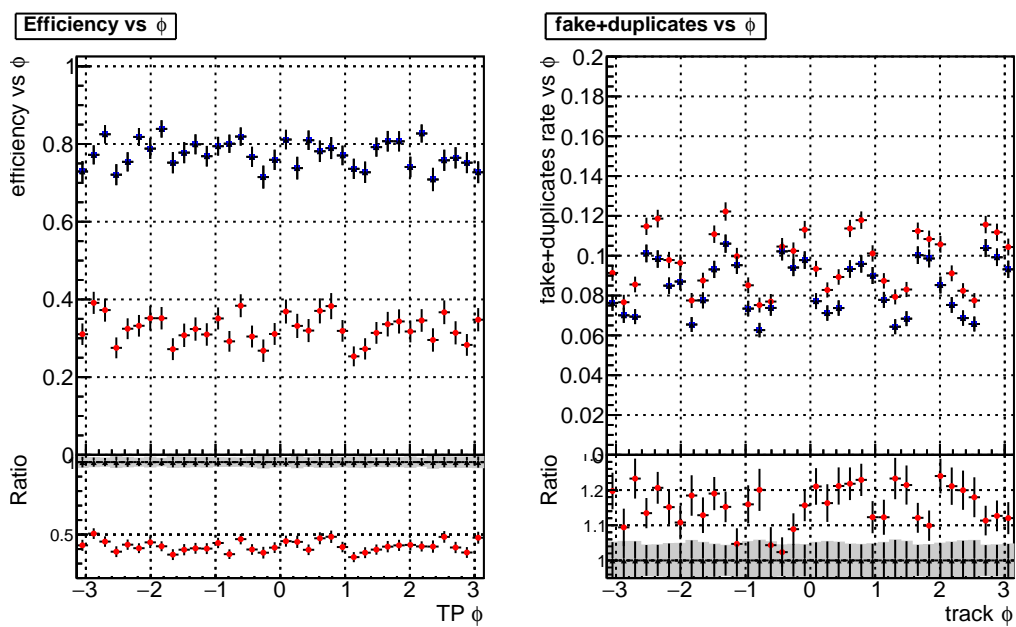 Efficiency vs ϕ
efficiency vs ϕ
1
0.8
0.6
0.4
0.2
0
Ratio
1
0.5
−3 −2 −1 0 1 2 3
TP ϕ
fake+duplicates vs ϕ
fake+duplicates rate vs ϕ
0.2
0.18
0.16
0.14
0.12
0.1
0.08
0.06
0.04
0.02
0
Ratio
1.2
1.1
1
−3 −2 −1 0 1 2 3
track ϕ